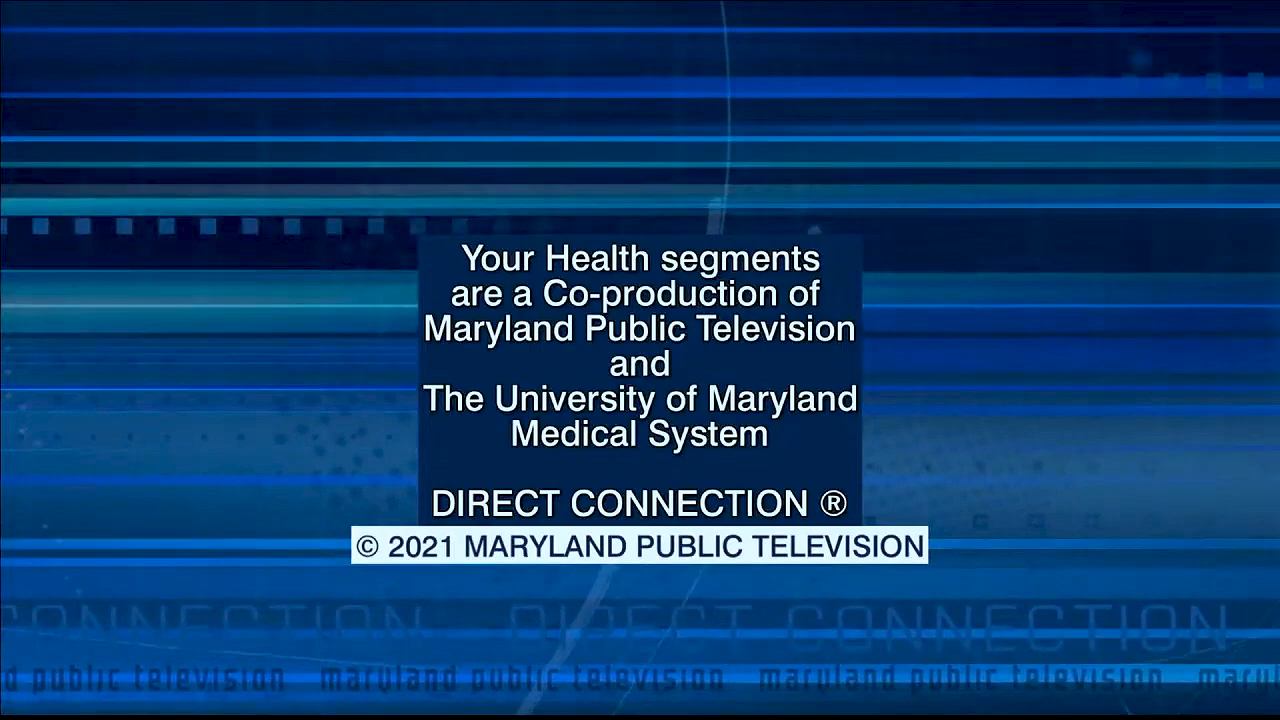 Your Health segments
are a Co-production of
Maryland Public Television
and
The University of Maryland
Medical System
DIRECT CONNECTION ®
© 2021 MARYLAND PUBLIC TELEVISION
CONNECTION DIRECT CONNECTION
d public television maryland public television maryland public television mary